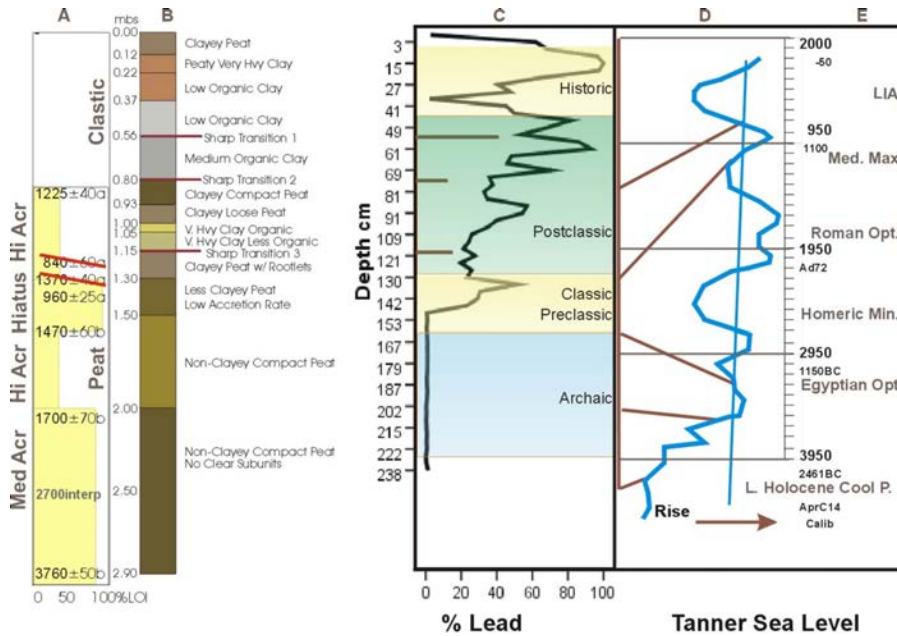 A
B
C
D
E
mbs
0.00
0.12
0.22
0.37
0.56
0.80
0.93
1.00
1.05
1.15
1.30
1.50
2.00
2.50
2.90
Clayey Peat
Peaty Very Hvy Clay
Low Organic Clay
Low Organic Clay
Sharp Transition 1
Medium Organic Clay
Sharp Transition 2
Clayey Compact Peat
Clayey Loose Peat
V. Hvy Clay Organic
V. Hvy Clay Less Organic
Sharp Transition 3
Clayey Peat w/ Rootlets
Less Clayey Peat
Low Accretion Rate
Non-Clayey Compact Peat
Non-Clayey Compact Peat
No Clear Subunits
Clastic
Peat
Hi Acr
Hiatus
Hi Acr
Med Acr
1225 ±40a
840 ±60a
1370 ±40a
960 ±25a
1470 ±60b
1700 ±70b
2700interp
3760 ±50b
0 50 100%LOI
Depth cm
3
15
27
41
49
61
69
81
91
109
121
130
142
153
167
179
187
202
215
222
238
Historic
Postclassic
Classic
Preclassic
Archaic
0 20 40 60 80 100
% Lead
2000
-50
LIA
950
1100
Med. Max
Roman Opt.
1950
Ad72
Homeric Min.
2950
1150BC
Egyptian Opt
3950
2461BC
L. Holocene Cool P.
AprC14
Calib
Rise
Tanner Sea Level